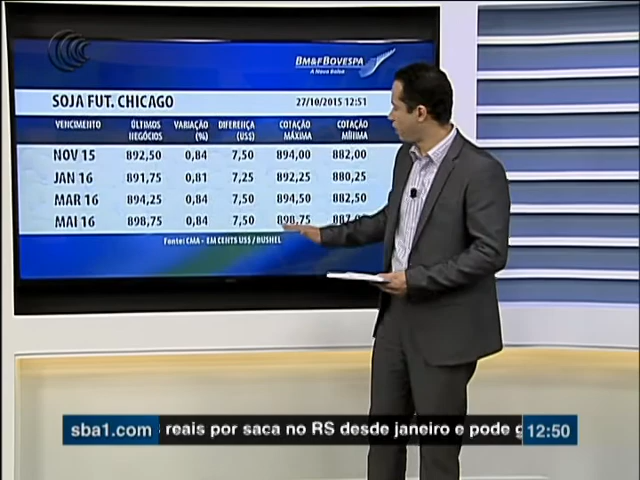 BM&FBOVESPA
A Nova Bolsa
SOJA FUT. CHICAGO 27/10/2015 12:51
VENCIMENTO ÚLTIMOS NEGÓCIOS VARIAÇÃO (%) DIFERENÇA (US$) COTAÇÃO MÁXIMA COTAÇÃO MÍNIMA
NOV 15 892,50 0,84 7,50 894,00 882,00
JAN 16 891,75 0,81 7,25 892,25 880,25
MAR 16 894,25 0,84 7,50 894,50 882,50
MAI 16 898,75 0,84 7,50 898,75
Fonte: CMA - EM CENTS US$ / BUSHEL
sba1.com reais por saca no RS desde janeiro e pode 12:50